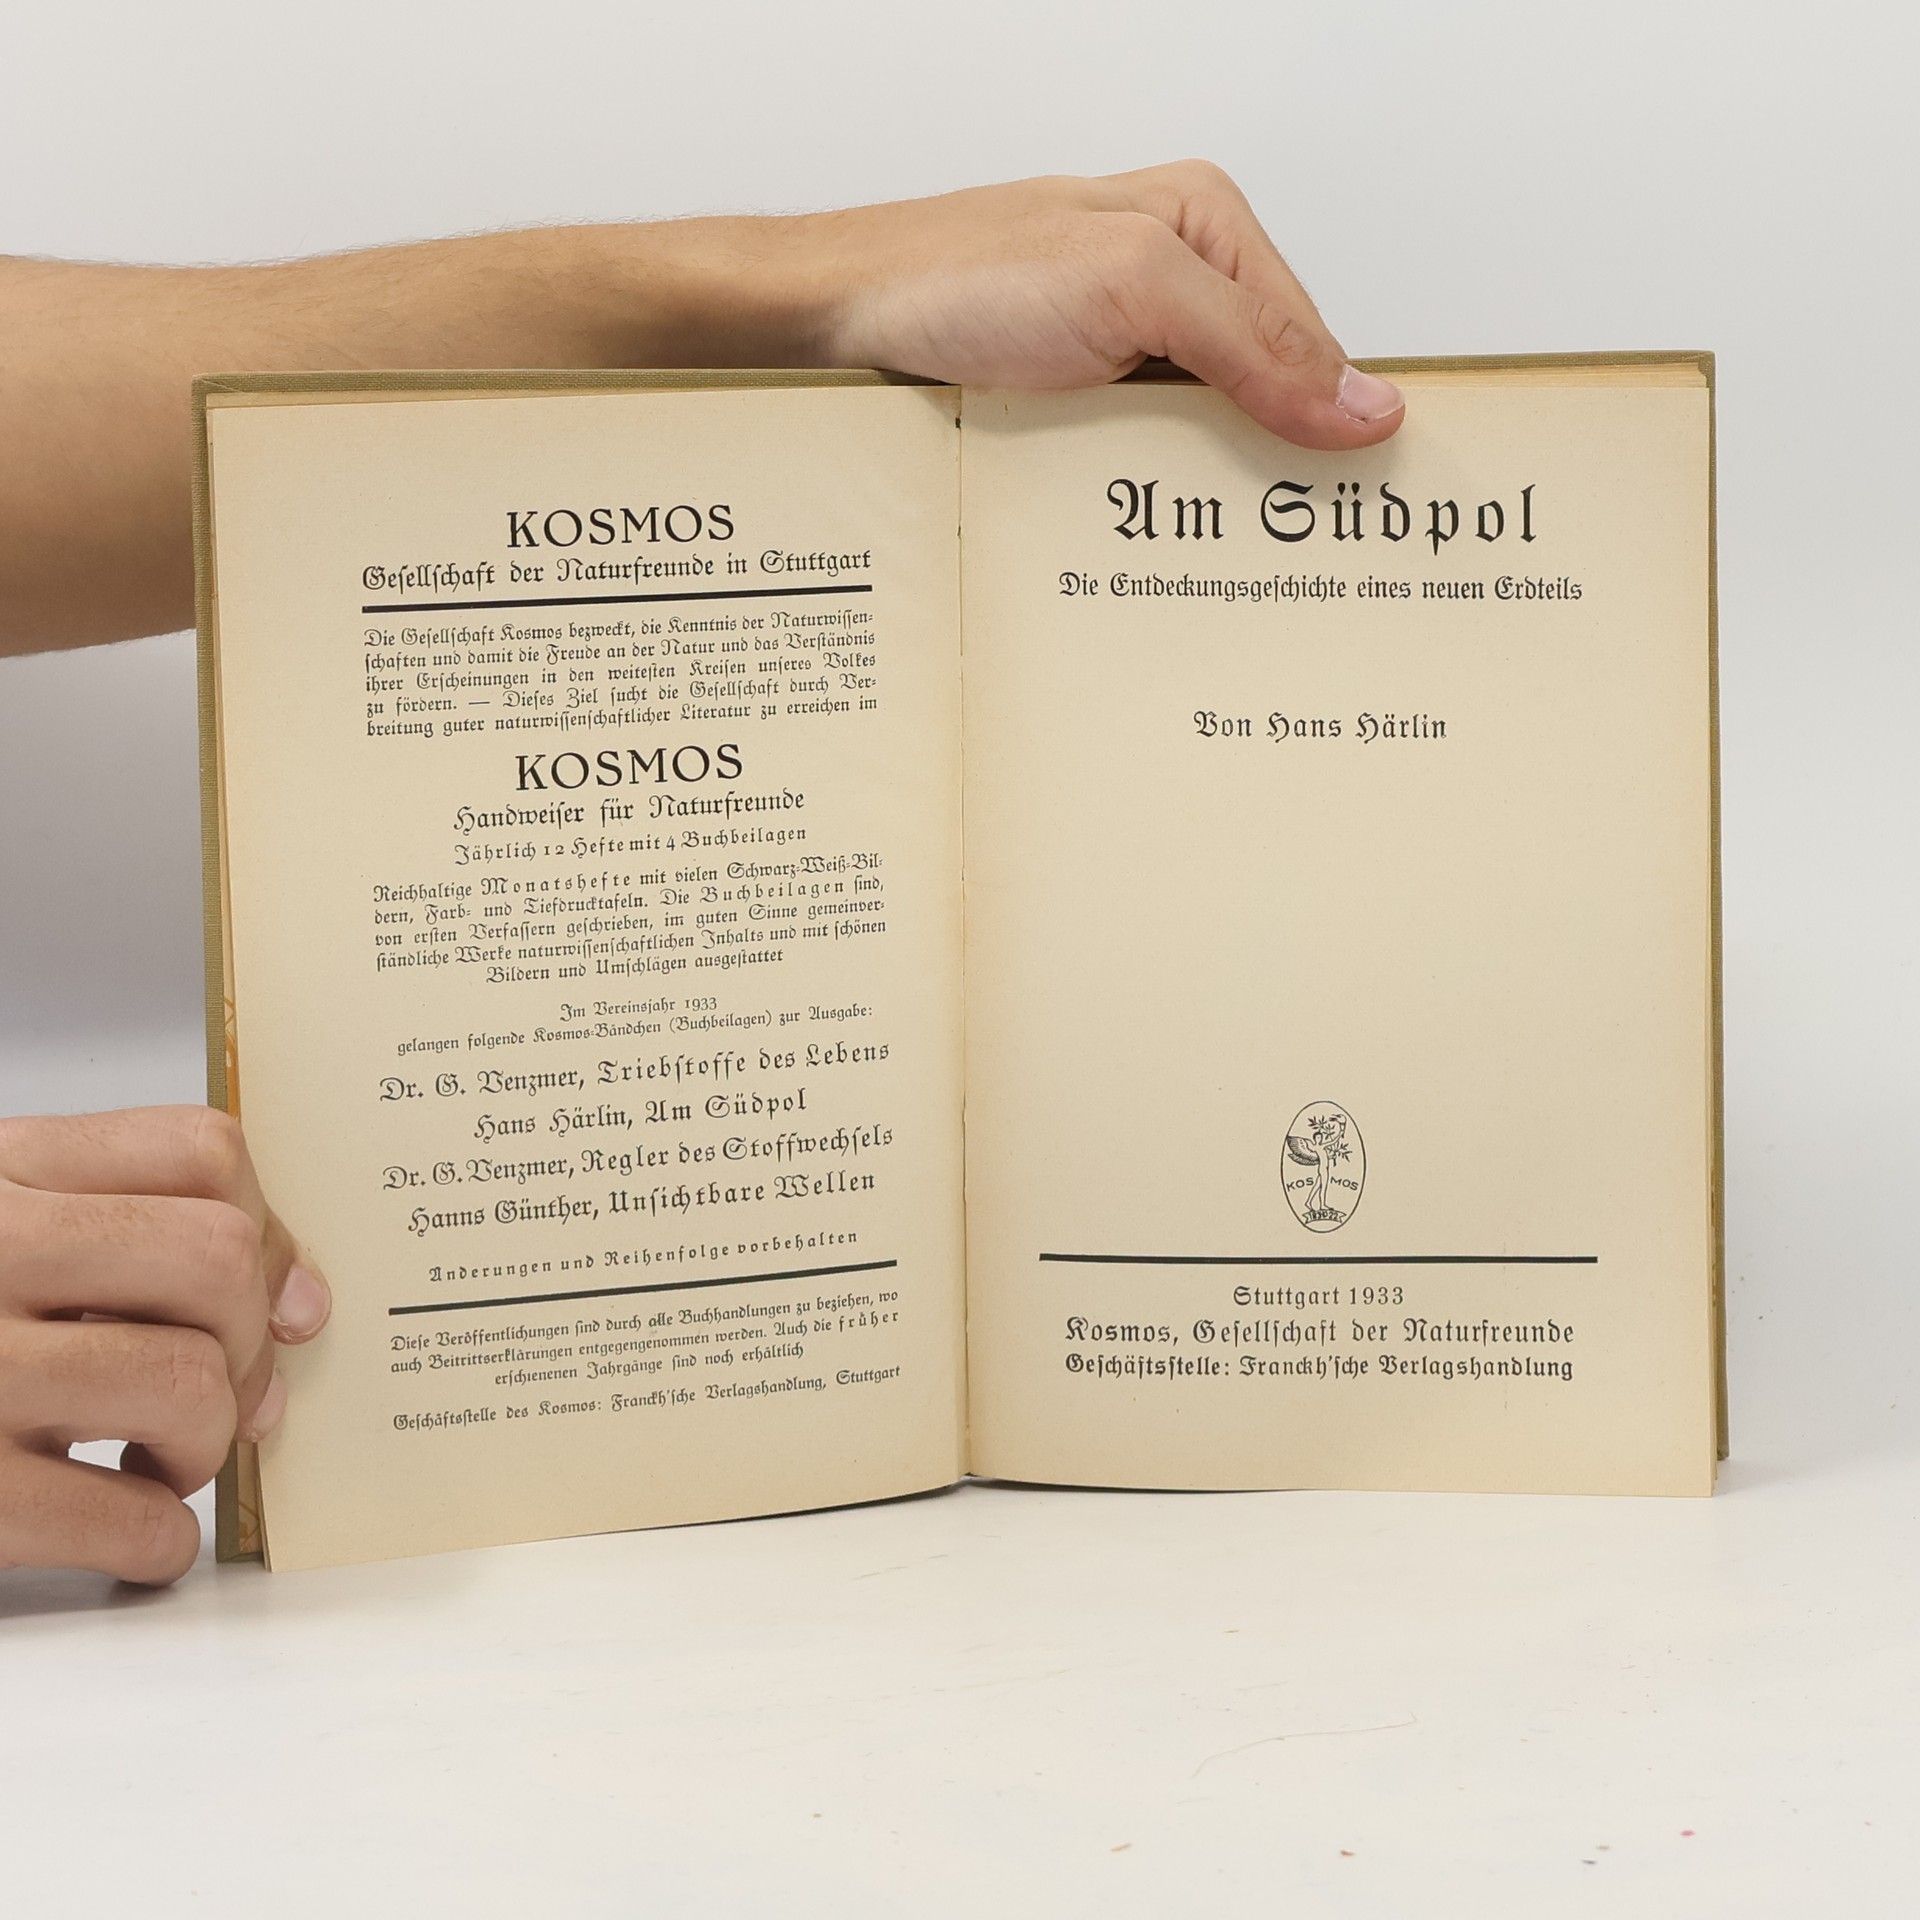 KOSMOS
Geſellſchaft der Naturfreunde in Stuttgart
Die Geſellſchaft Kosmos bezweckt, die Kenntnis der Naturwiſſen-
ſchaften und damit die Freude an der Natur und das Verſtändnis
ihrer Erſcheinungen in den weiteſten Kreiſen unſeres Volkes
zu fördern. — Dieſes Ziel ſucht die Geſellſchaft durch Ver-
breitung guter naturwiſſenſchaftlicher Literatur zu erreichen im
KOSMOS
Handweiſer für Naturfreunde
Jährlich 12 Hefte mit 4 Buchbeilagen
Reichhaltige Monatshefte mit vielen Schwarz-Weiß-Bil-
dern, Farb- und Tiefdrucktafeln. Die Buchbeilagen ſind,
von erſten Verfaſſern geſchrieben, im guten Sinne gemeinver-
ſtändliche Werke naturwiſſenſchaftlichen Inhalts und mit ſchönen
Bildern und Umſchlägen ausgeſtattet
Im Vereinsjahr 1933
gelangen folgende Kosmos-Bändchen (Buchbeilagen) zur Ausgabe:
Dr. G. Venzmer, Triebſtoffe des Lebens
Hans Härlin, Am Südpol
Dr. G. Venzmer, Regler des Stoffwechſels
Hanns Günther, Unſichtbare Wellen
Änderungen und Reihenfolge vorbehalten
Dieſe Veröffentlichungen ſind durch alle Buchhandlungen zu beziehen, wo
auch Beitrittserklärungen entgegengenommen werden. Auch die früher
erſchienenen Jahrgänge ſind noch erhältlich
Geſchäftsſtelle des Kosmos: Franckh'ſche Verlagshandlung, Stuttgart
Am Südpol
Die Entdeckungsgeſchichte eines neuen Erdteils
Von Hans Härlin
KOS MOS
Stuttgart 1933
Kosmos, Geſellſchaft der Naturfreunde
Geſchäftsſtelle: Franckh'ſche Verlagshandlung